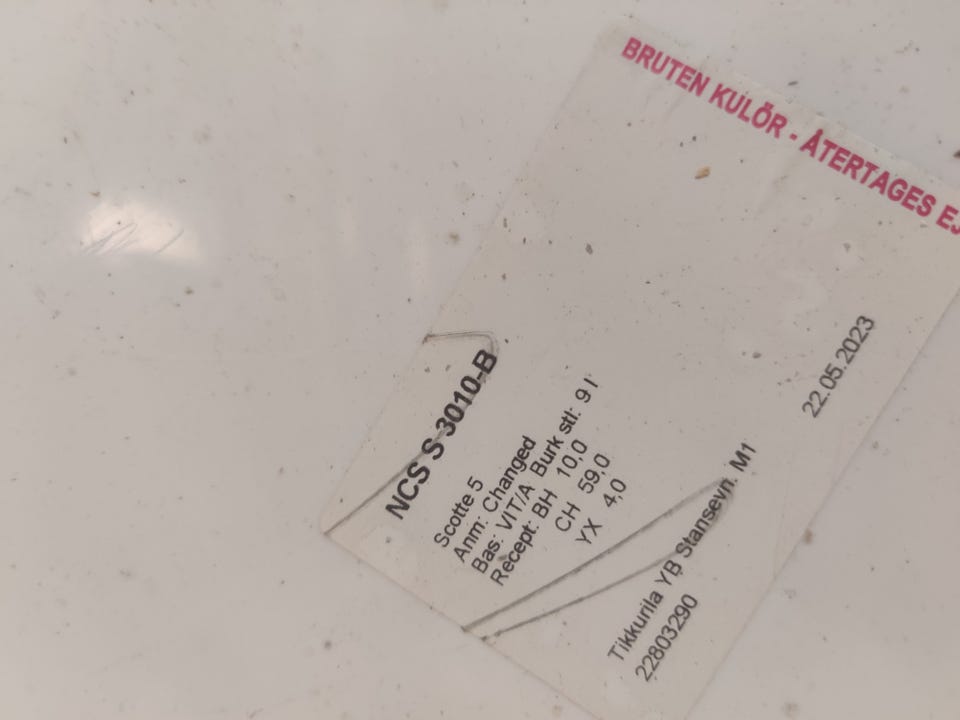 BRUTEN KULÖR - ÅTERTAGES EJ
NCS S 3010-B
Scotte 5
Anm: Changed
Bas: VIT/A Burk stl: 9 l
Recept: BH 10,0
CH 59,0
YX 4,0
22.05.2023
Tikkurila YB Stansevn. M1
22803290